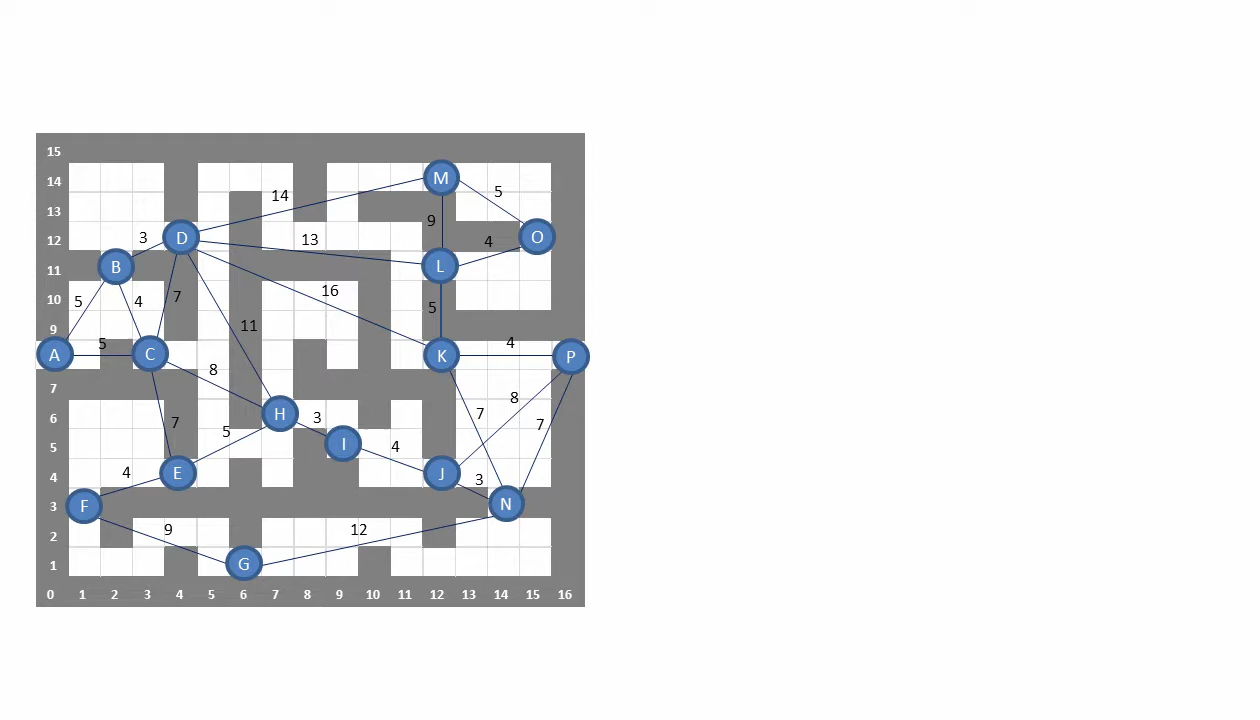 15
14 M
14 5
13
9
12 3 D 13 4 O
11 B L
10 5 4 7 16 5
9 11
5 4
A C K P
8
7 8
6 7 H 3 7 7
5 5 I 4
4 4 E J 3
3 F N
2 9 12
1 G
0 1 2 3 4 5 6 7 8 9 10 11 12 13 14 15 16